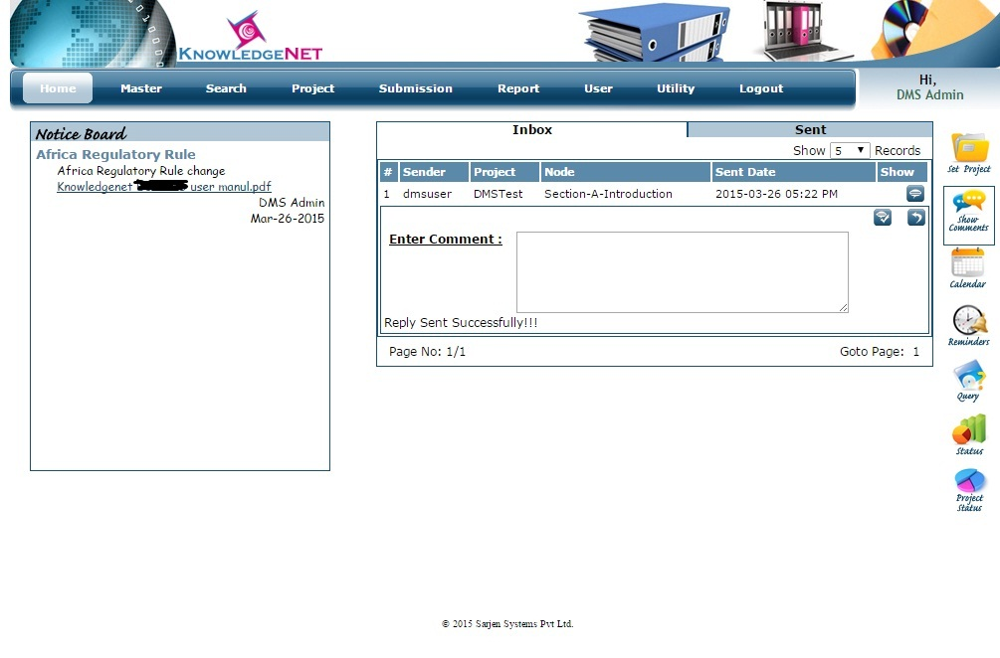 KNOWLEDGENET
Home Master Search Project Submission Report User Utility Logout
Hi,
DMS Admin
Notice Board
Africa Regulatory Rule
Africa Regulatory Rule change
Knowledgenet user manul.pdf
DMS Admin
Mar-26-2015
Inbox Sent
Show 5 Records
# Sender Project Node Sent Date Show
1 dmsuser DMSTest Section-A-Introduction 2015-03-26 05:22 PM
Enter Comment :
Reply Sent Successfully!!!
Page No: 1/1 Goto Page: 1
Set Project
Show
Comments
Calendar
Reminders
Query
Status
Project
Status
© 2015 Sarjen Systems Pvt Ltd.